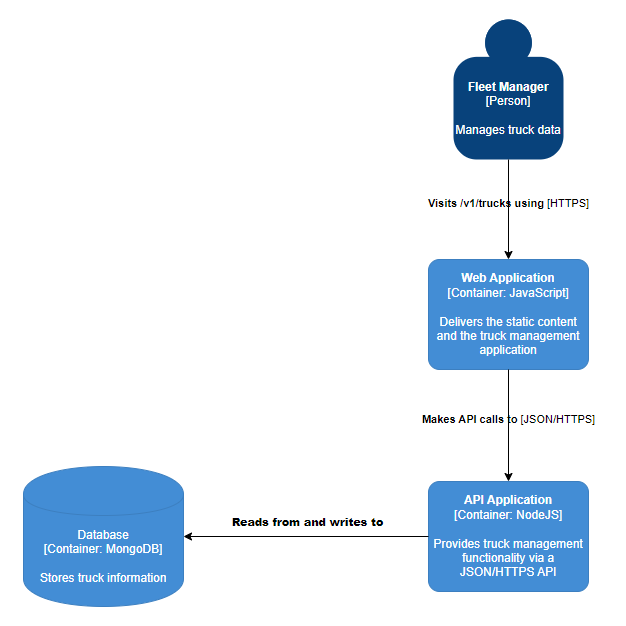 Fleet Manager
[Person]
Manages truck data
Visits /v1/trucks using [HTTPS]
Web Application
[Container: JavaScript]
Delivers the static content
and the truck management
application
Makes API calls to [JSON/HTTPS]
API Application
[Container: NodeJS]
Provides truck management
functionality via a
JSON/HTTPS API
Reads from and writes to
Database
[Container: MongoDB]
Stores truck information